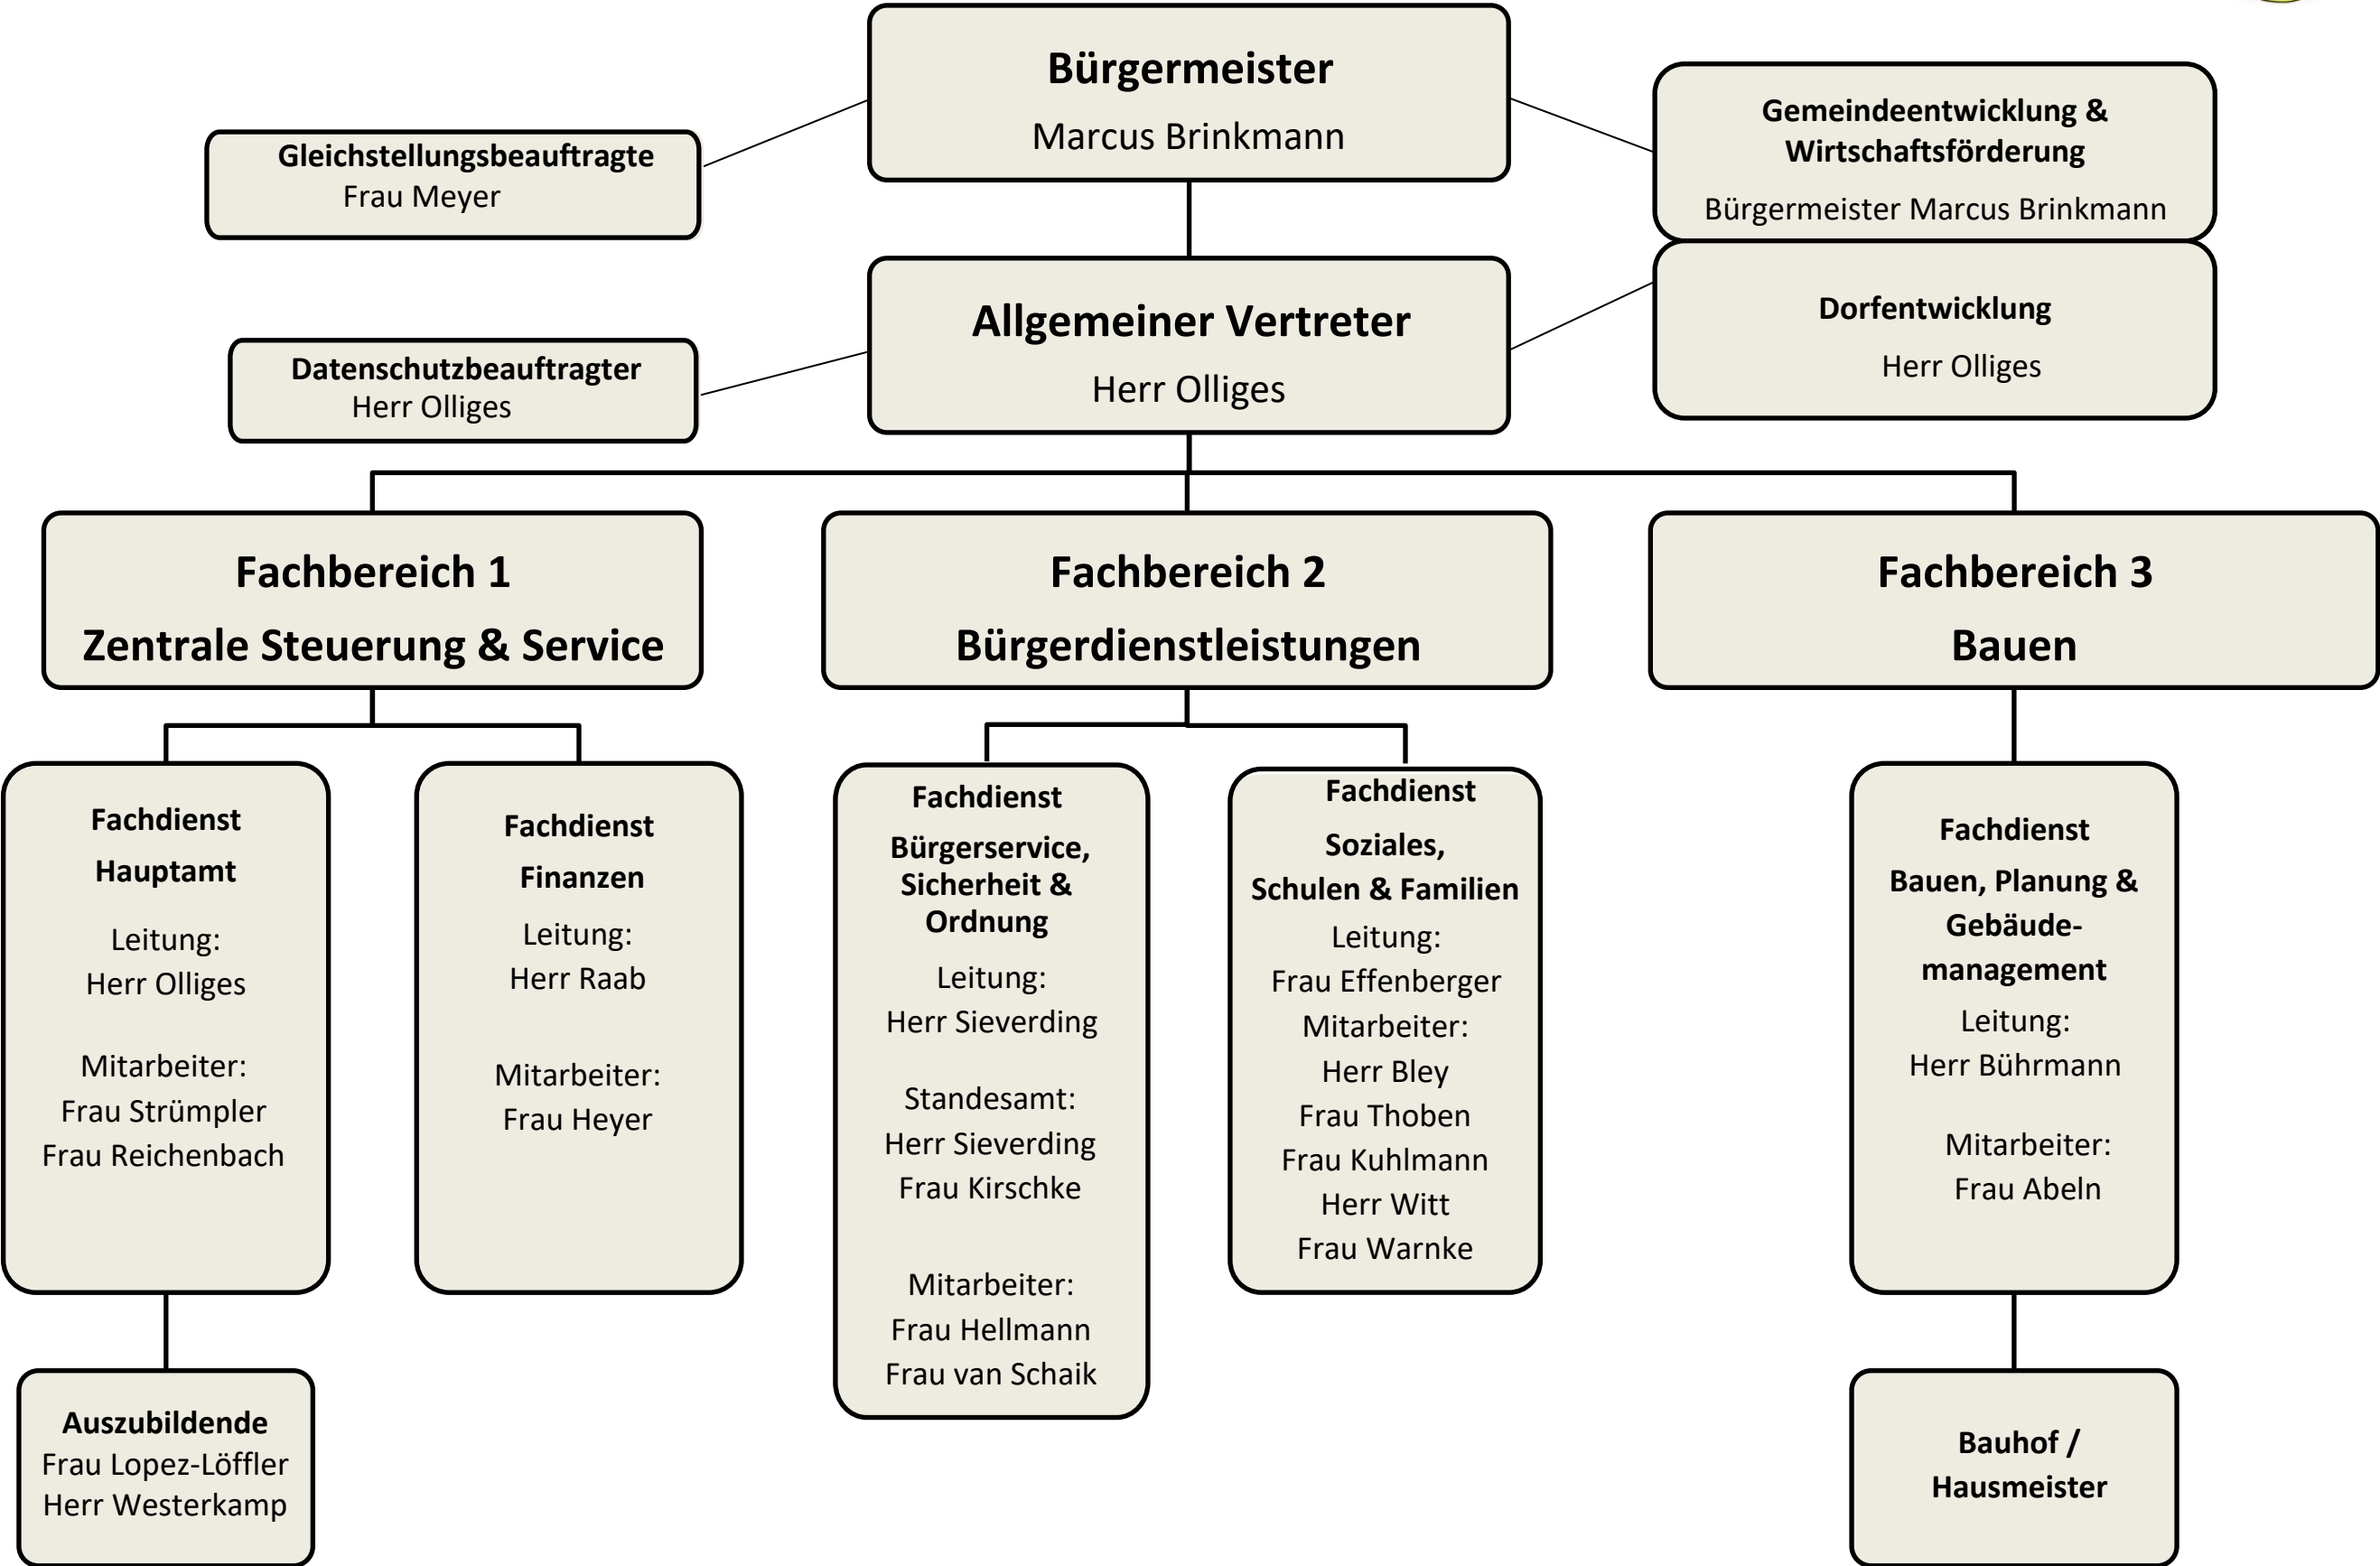 Bürgermeister
Marcus Brinkmann
Gleichstellungsbeauftragte
Frau Meyer
Gemeindeentwicklung &
Wirtschaftsförderung
Bürgermeister Marcus Brinkmann
Allgemeiner Vertreter
Herr Olliges
Datenschutzbeauftragter
Herr Olliges
Dorfentwicklung
Herr Olliges
Fachbereich 1
Zentrale Steuerung & Service
Fachbereich 2
Bürgerdienstleistungen
Fachbereich 3
Bauen
Fachdienst
Hauptamt
Leitung:
Herr Olliges
Mitarbeiter:
Frau Strümpler
Frau Reichenbach
Fachdienst
Finanzen
Leitung:
Herr Raab
Mitarbeiter:
Frau Heyer
Fachdienst
Bürgerservice,
Sicherheit &
Ordnung
Leitung:
Herr Sieverding
Standesamt:
Herr Sieverding
Frau Kirschke
Mitarbeiter:
Frau Hellmann
Frau van Schaik
Fachdienst
Soziales,
Schulen & Familien
Leitung:
Frau Effenberger
Mitarbeiter:
Herr Bley
Frau Thoben
Frau Kuhlmann
Herr Witt
Frau Warnke
Fachdienst
Bauen, Planung &
Gebäude-
management
Leitung:
Herr Bührmann
Mitarbeiter:
Frau Abeln
Auszubildende
Frau Lopez-Löffler
Herr Westerkamp
Bauhof /
Hausmeister